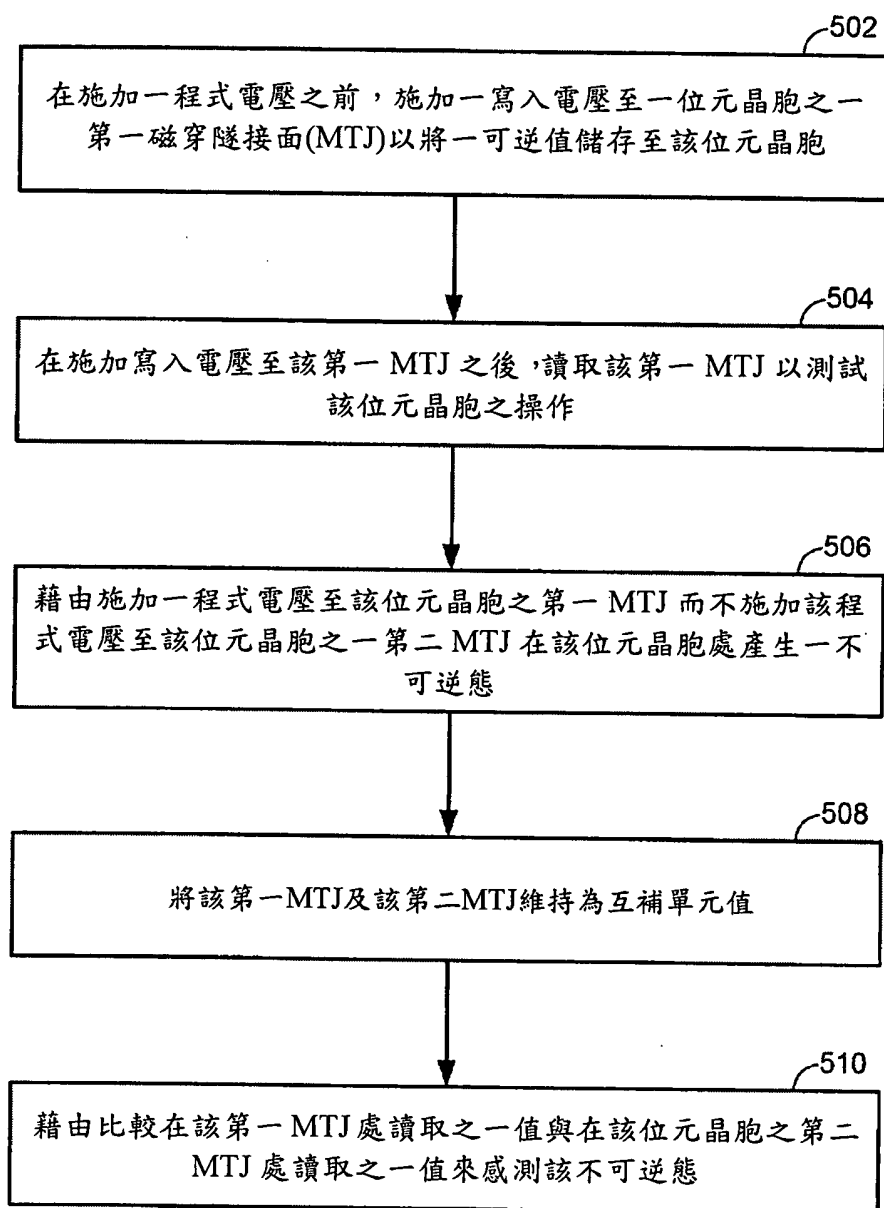 502
在施加一程式電壓之前，施加一寫入電壓至一位元晶胞之一
第一磁穿隧接面(MTJ)以將一可逆值儲存至該位元晶胞
504
在施加寫入電壓至該第一 MTJ 之後，讀取該第一 MTJ 以測試
該位元晶胞之操作
506
藉由施加一程式電壓至該位元晶胞之第一 MTJ 而不施加該程
式電壓至該位元晶胞之一第二 MTJ 在該位元晶胞處產生一不
可逆態
508
將該第一MTJ及該第二MTJ維持為互補單元值
510
藉由比較在該第一 MTJ 處讀取之一值與在該位元晶胞之第二
MTJ 處讀取之一值來感測該不可逆態